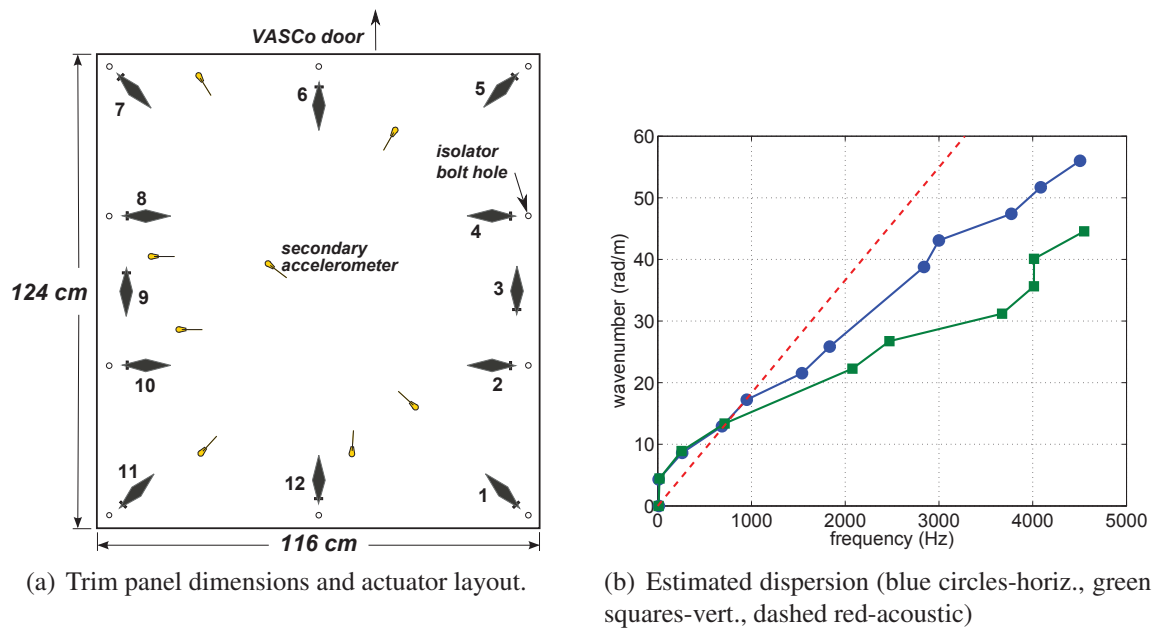 VASCo door
7
6
5
isolator
bolt hole
8
4
secondary
accelerometer
124 cm
9
3
10
2
11
12
1
116 cm
(a) Trim panel dimensions and actuator layout.
60
50
40
30
20
10
0
wavenumber (rad/m)
0 1000 2000 3000 4000 5000
frequency (Hz)
(b) Estimated dispersion (blue circles-horiz., green
squares-vert., dashed red-acoustic)